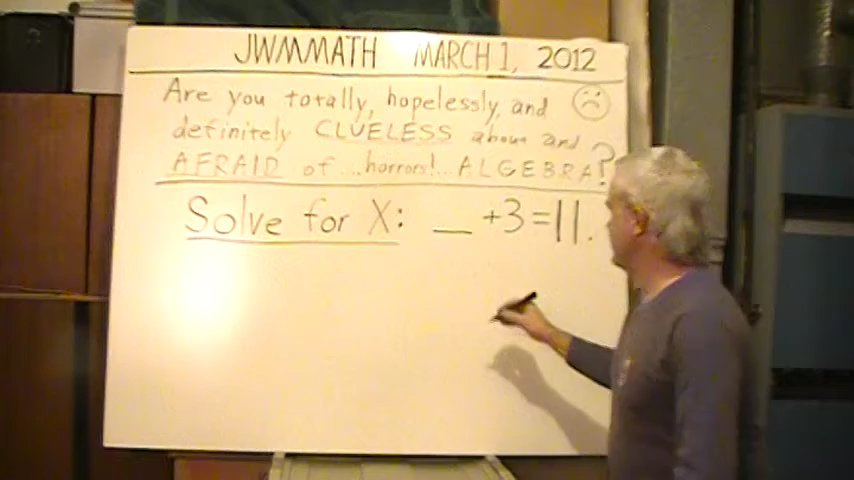 JWMMATH MARCH 1, 2012
Are you totally, hopelessly, and
definitely CLUELESS about and
AFRAID of ...horrors!.. ALGEBRA?
Solve for X: __ +3=11.